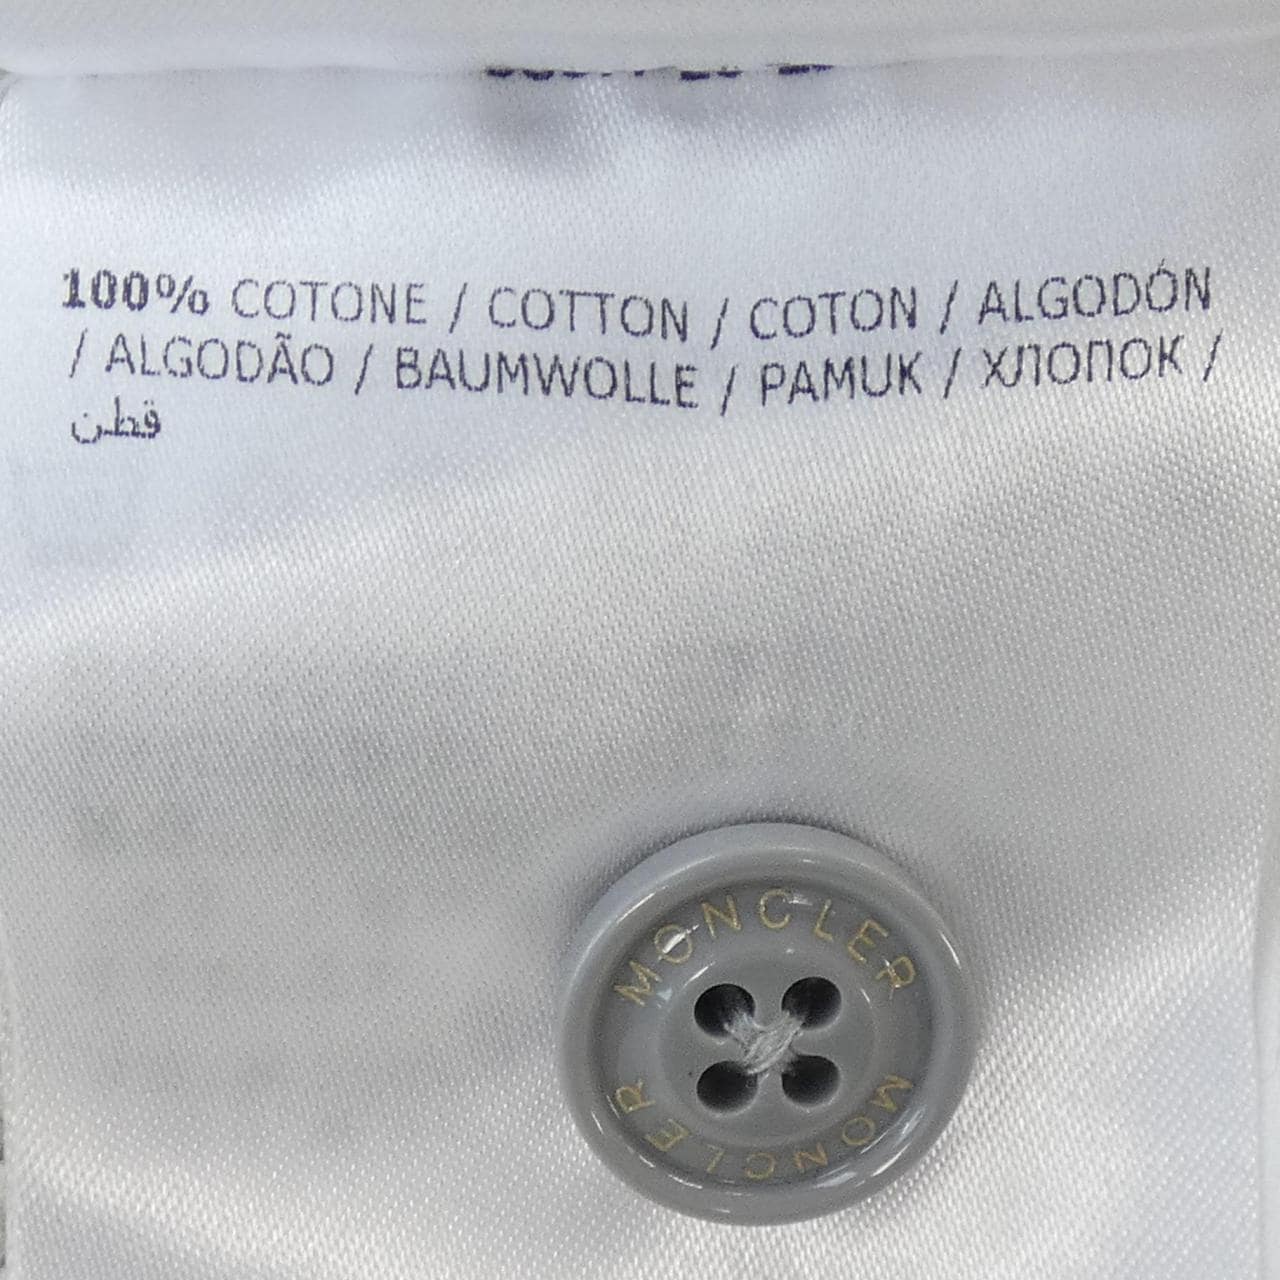 100% COTONE / COTTON / COTON / ALGODÓN
/ ALGODÃO / BAUMWOLLE / PAMUK / ХЛОПОК /
قطن
MONCLER
MONCLER